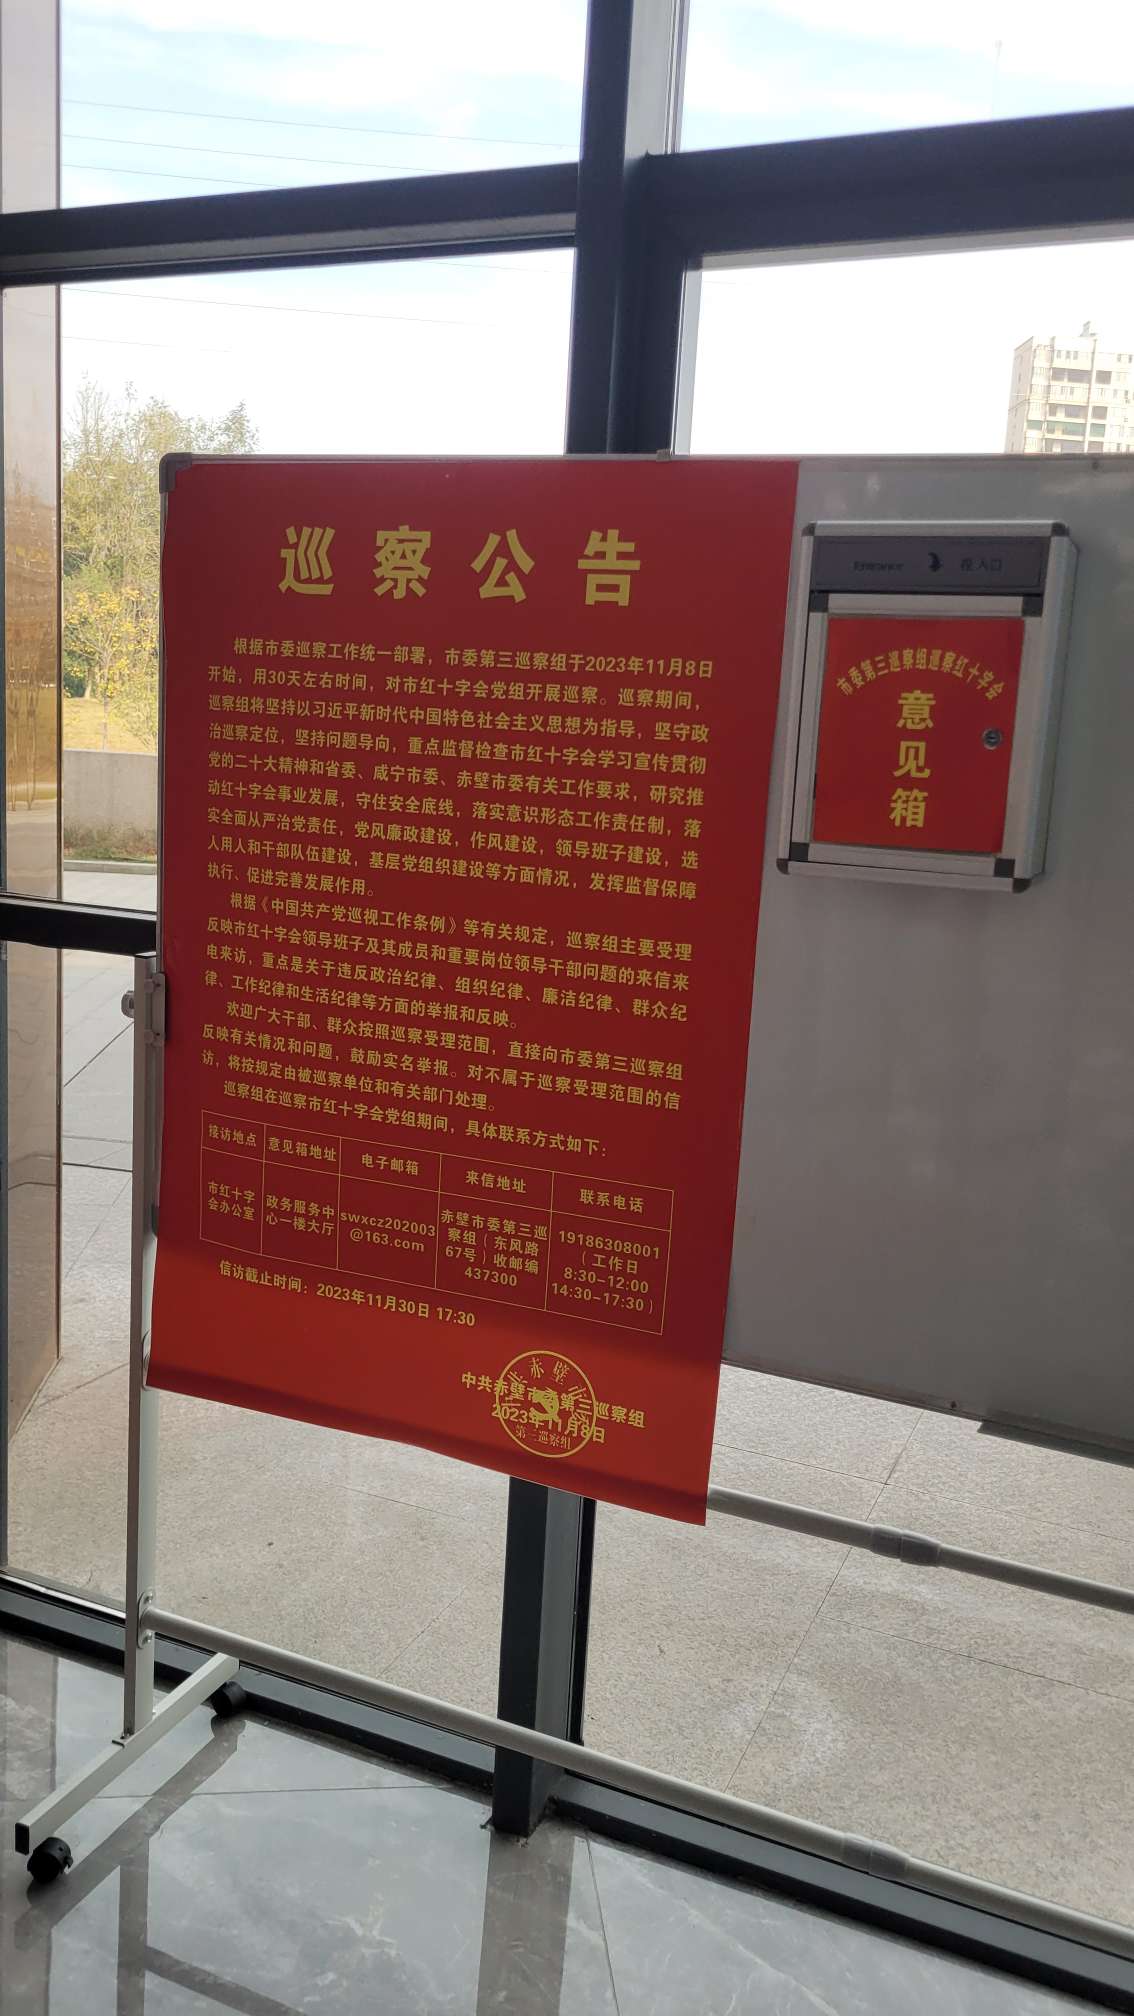 巡察公告
根据市委巡察工作统一部署，市委第三巡察组于2023年11月8日
开始，用30天左右时间，对市红十字会党组开展巡察。巡察期间，
巡察组将坚持以习近平新时代中国特色社会主义思想为指导，坚守政
治巡察定位，坚持问题导向，重点监督检查市红十字会学习宣传贯彻
党的二十大精神和省委、咸宁市委、赤壁市委有关工作要求，研究推
动红十字会事业发展，守住安全底线，落实意识形态工作责任制，落
实全面从严治党责任，党风廉政建设，作风建设，领导班子建设，选
人用人和干部队伍建设，基层党组织建设等方面情况，发挥监督保障
执行、促进完善发展作用。
根据《中国共产党巡视工作条例》等有关规定，巡察组主要受理
反映市红十字会领导班子及其成员和重要岗位领导干部问题的来信来
电来访，重点是关于违反政治纪律、组织纪律、廉洁纪律、群众纪
律、工作纪律和生活纪律等方面的举报和反映。
欢迎广大干部、群众按照巡察受理范围，直接向市委第三巡察组
反映有关情况和问题，鼓励实名举报。对不属于巡察受理范围的信
访，将按规定由被巡察单位和有关部门处理。
巡察组在巡察市红十字会党组期间，具体联系方式如下：
接访地点 意见箱地址 电子邮箱 来信地址 联系电话
市红十字
会办公室
政务服务中
心一楼大厅
swxcz202003
@163.com
赤壁市委第三巡
察组（东风路
67号）收邮编
437300
19186308001
（工作日
8:30-12:00
14:30-17:30）
信访截止时间：2023年11月30日 17:30
中共赤壁市委第三巡察组
2023年11月8日
第三巡察组
Entrance 投入口
市委第三巡察组巡察红十字会
意
见
箱